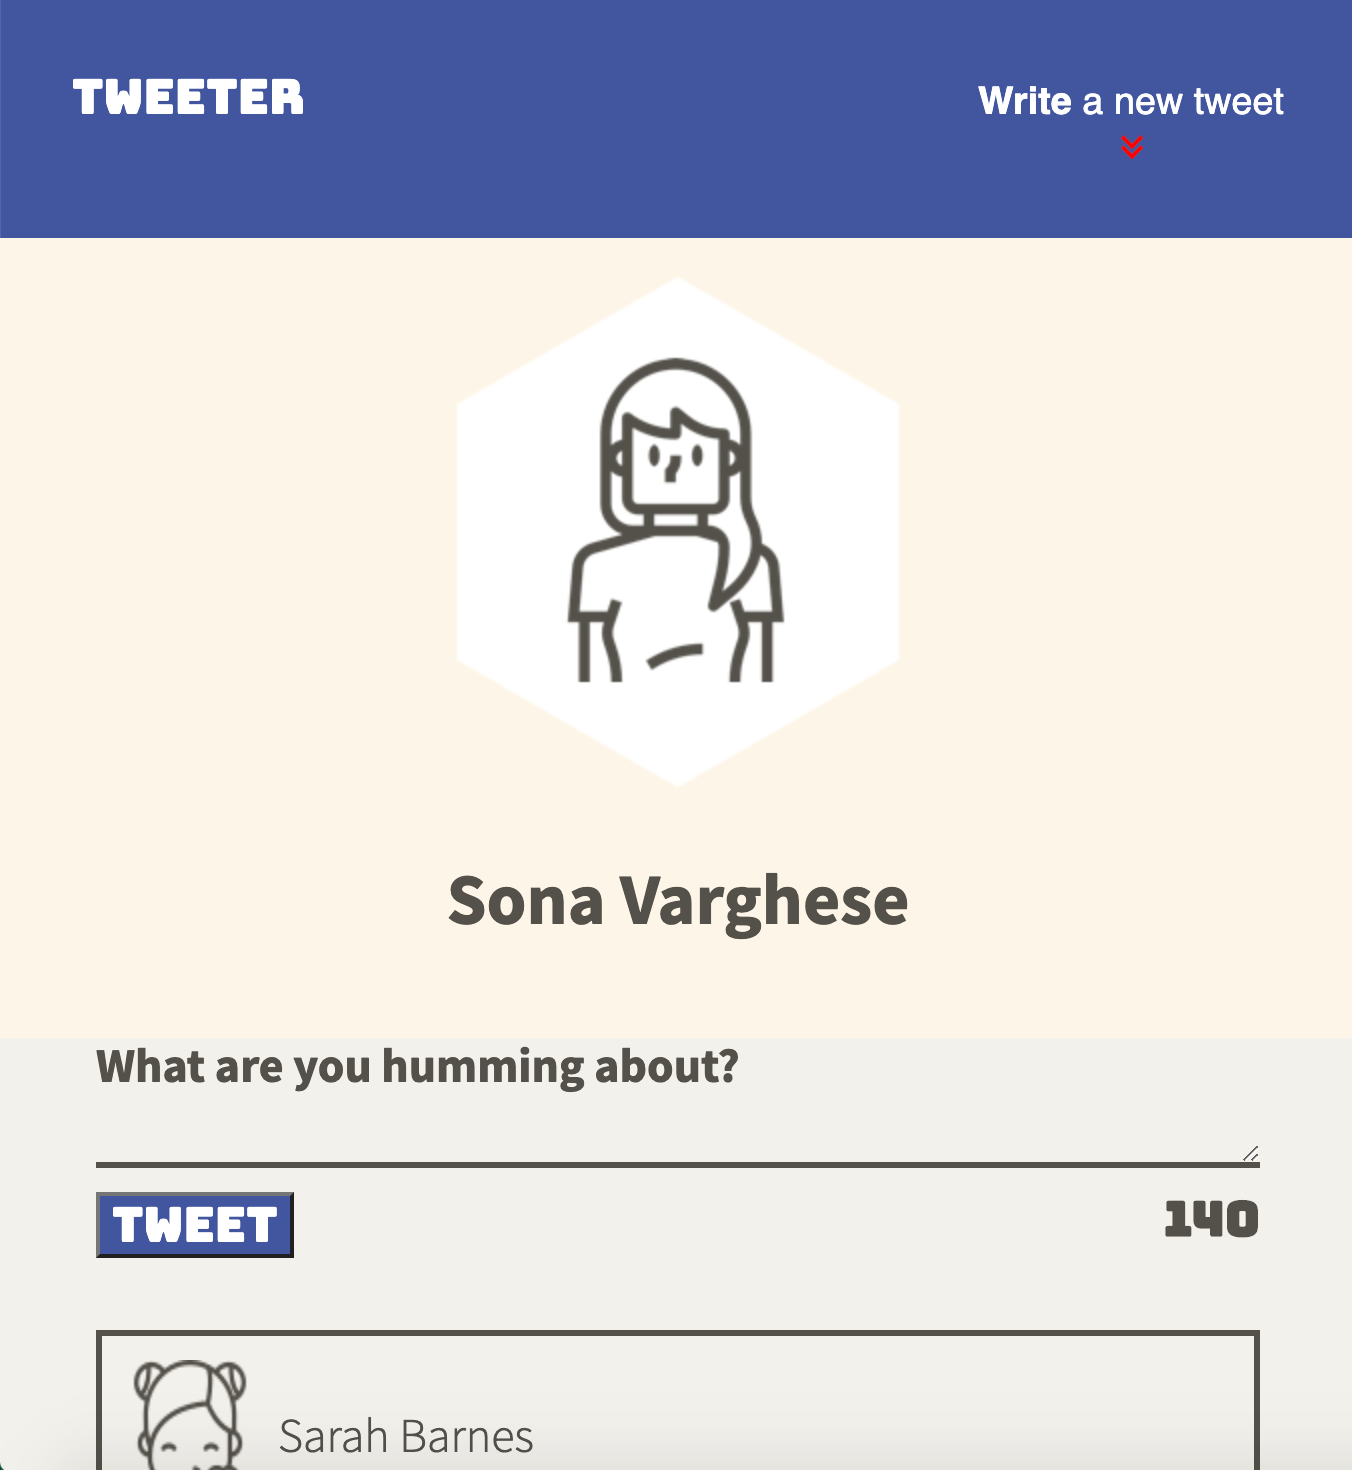 TWEETER
Write a new tweet
Sona Varghese
What are you humming about?
TWEET
140
Sarah Barnes